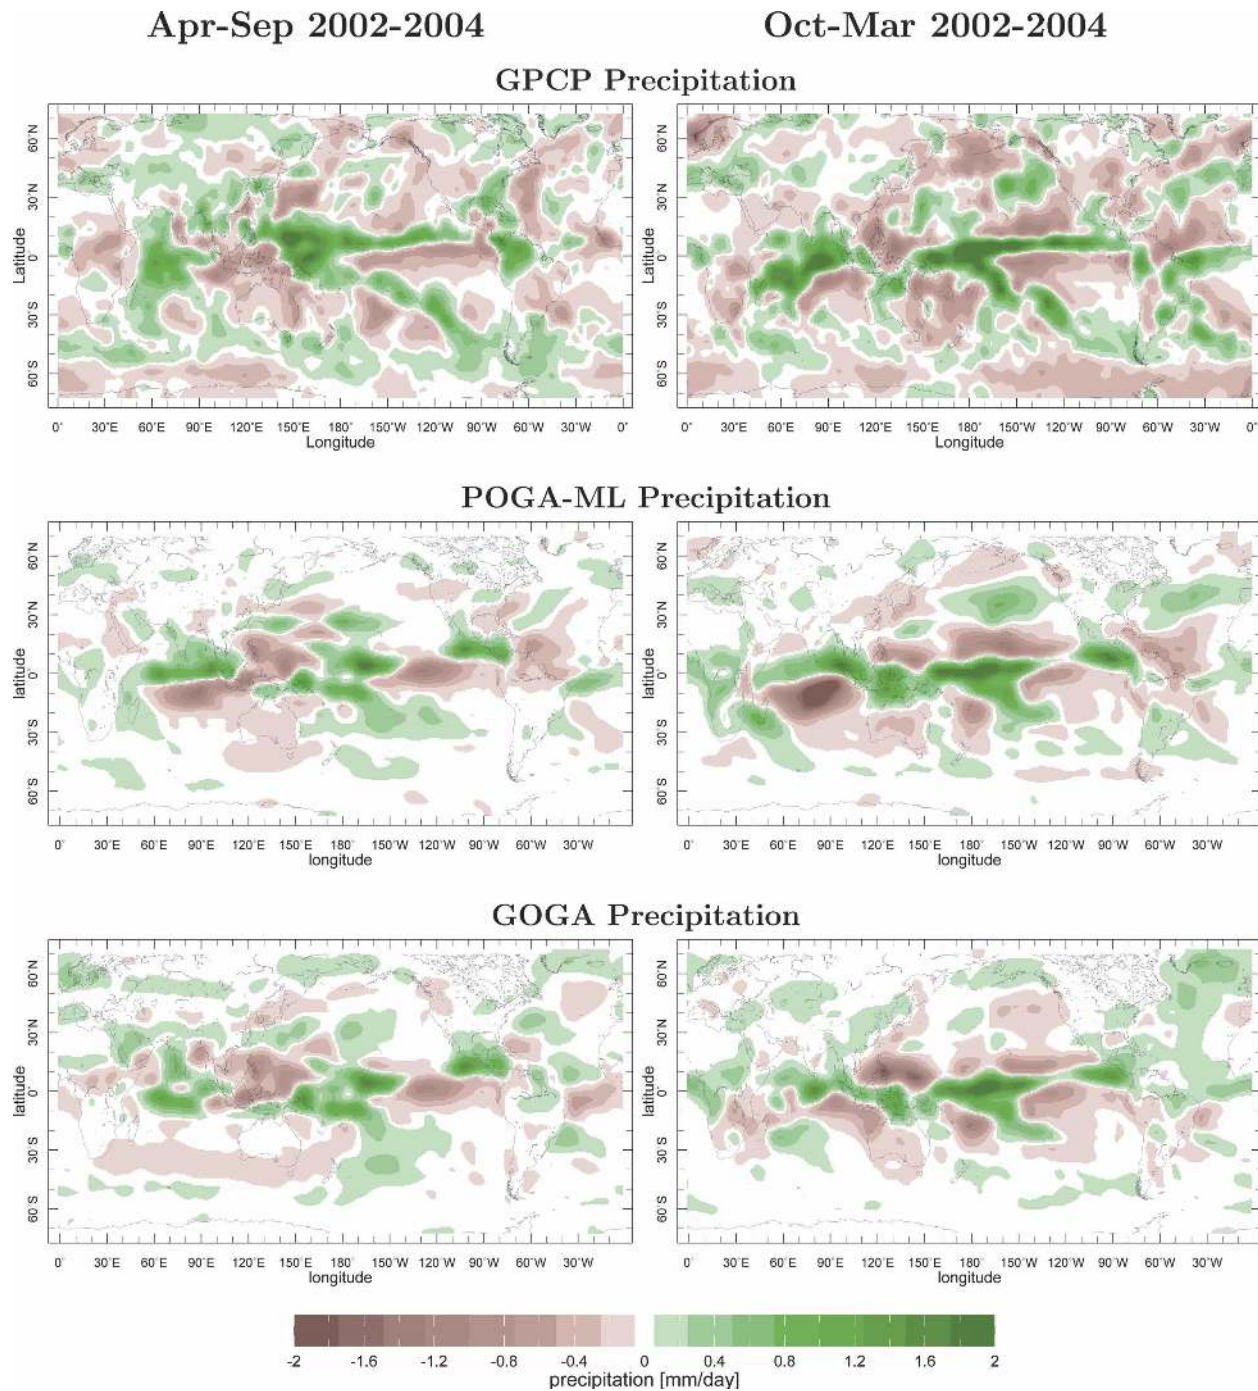 Apr-Sep 2002-2004 Oct-Mar 2002-2004
GPCP Precipitation
60°N 30°N 0° 30°S 60°S
Latitude
60°N 30°N 0° 30°S 60°S
Latitude
0° 30°E 60°E 90°E 120°E 150°E 180° 150°W 120°W 90°W 60°W 30°W 0°
Longitude
0° 30°E 60°E 90°E 120°E 150°E 180° 150°W 120°W 90°W 60°W 30°W 0°
Longitude
POGA-ML Precipitation
60°N 30°N 0° 30°S 60°S
latitude
60°N 30°N 0° 30°S 60°S
latitude
0° 30°E 60°E 90°E 120°E 150°E 180° 150°W 120°W 90°W 60°W 30°W
longitude
0° 30°E 60°E 90°E 120°E 150°E 180° 150°W 120°W 90°W 60°W 30°W
longitude
GOGA Precipitation
60°N 30°N 0° 30°S 60°S
latitude
60°N 30°N 0° 30°S 60°S
latitude
0° 30°E 60°E 90°E 120°E 150°E 180° 150°W 120°W 90°W 60°W 30°W
longitude
0° 30°E 60°E 90°E 120°E 150°E 180° 150°W 120°W 90°W 60°W 30°W
longitude
-2 -1.6 -1.2 -0.8 -0.4 0 0.4 0.8 1.2 1.6 2
precipitation [mm/day]